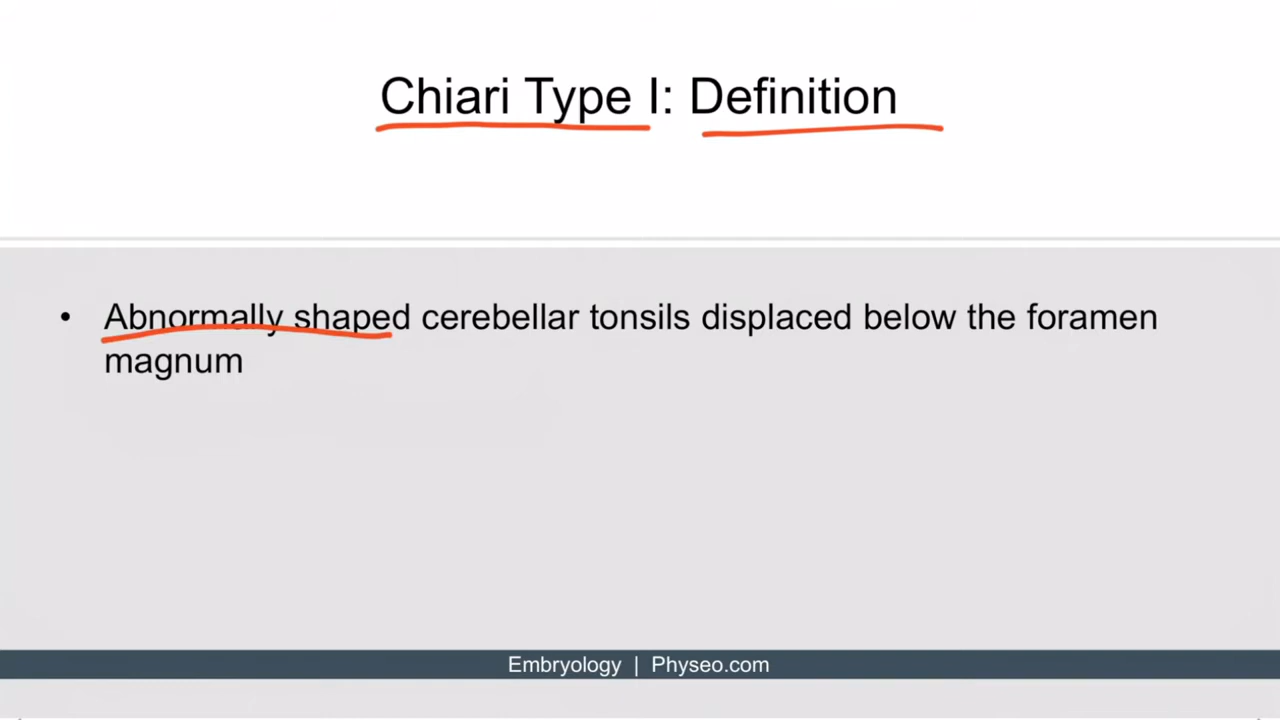 Chiari Type I: Definition
• Abnormally shaped cerebellar tonsils displaced below the foramen
magnum
Embryology | Physeo.com